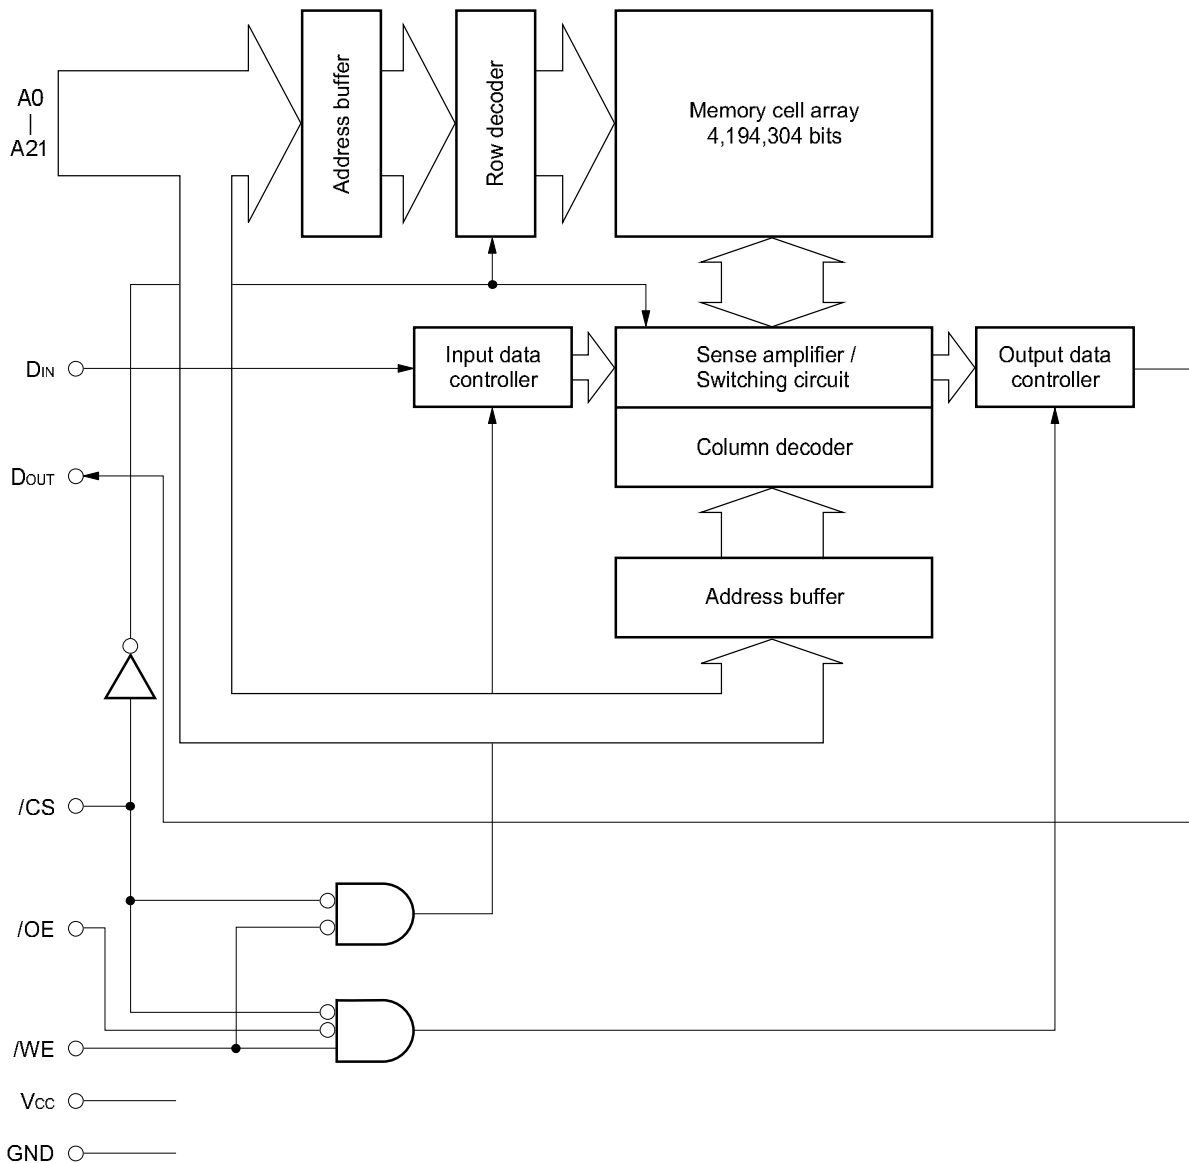 A0
|
A21
Address buffer
Row decoder
Memory cell array
4,194,304 bits
DIN
Input data
controller
Sense amplifier /
Switching circuit
Output data
controller
DOUT
Column decoder
Address buffer
/CS
/OE
/WE
VCC
GND